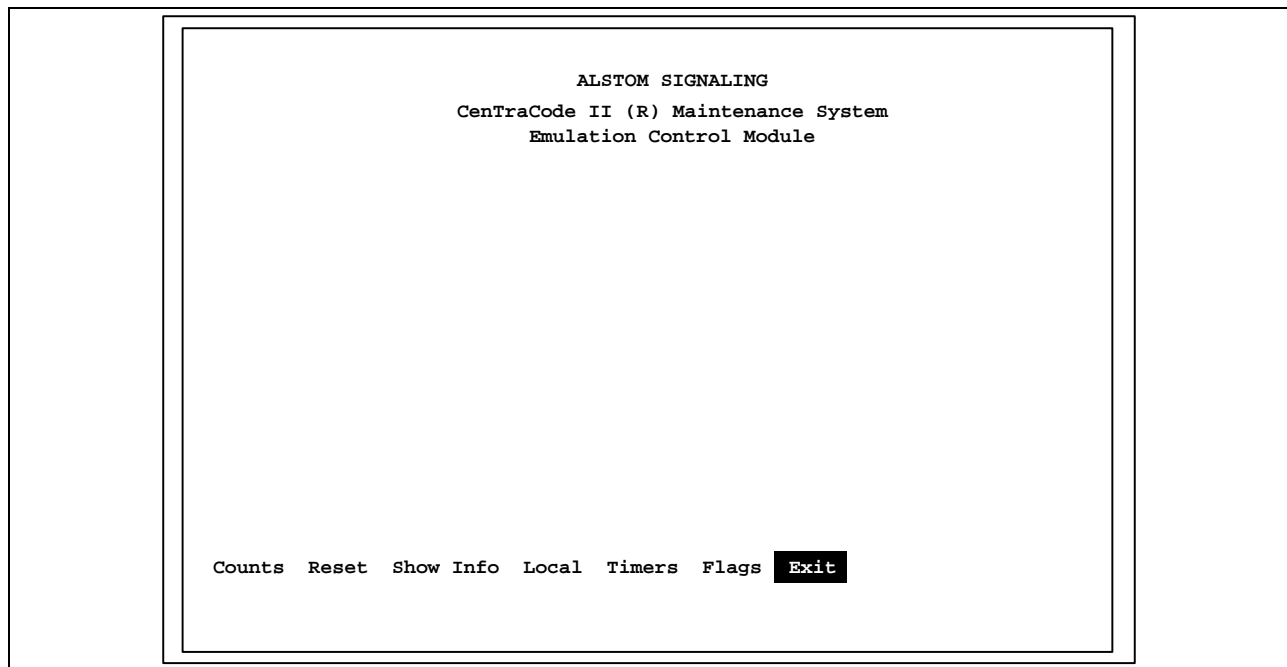 ALSTOM SIGNALING
CenTraCode II (R) Maintenance System
Emulation Control Module
Counts Reset Show Info Local Timers Flags Exit